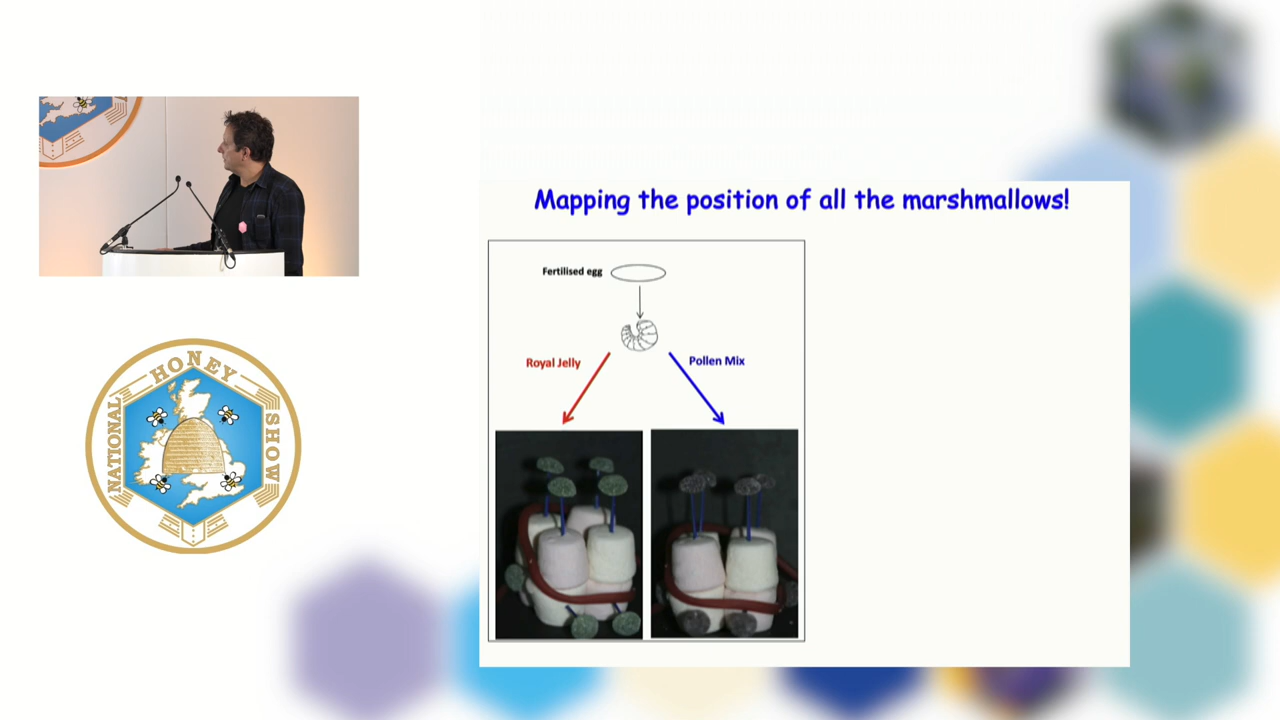 Mapping the position of all the marshmallows!
Fertilised egg
Royal Jelly
Pollen Mix
NATIONAL HONEY SHOW